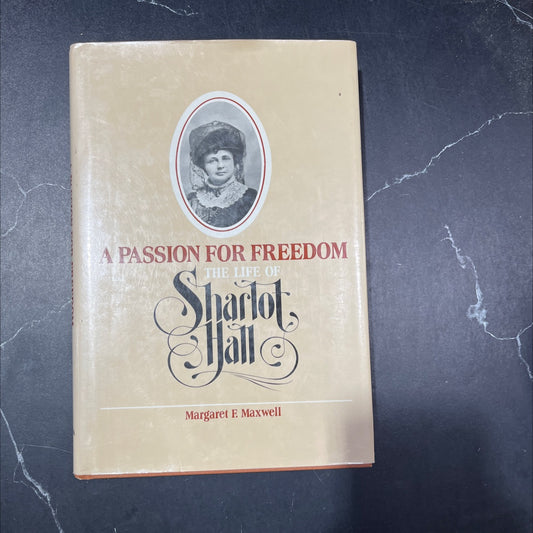 A PASSION FOR FREEDOM
THE LIFE OF
Sharlot
Hall
Margaret F. Maxwell